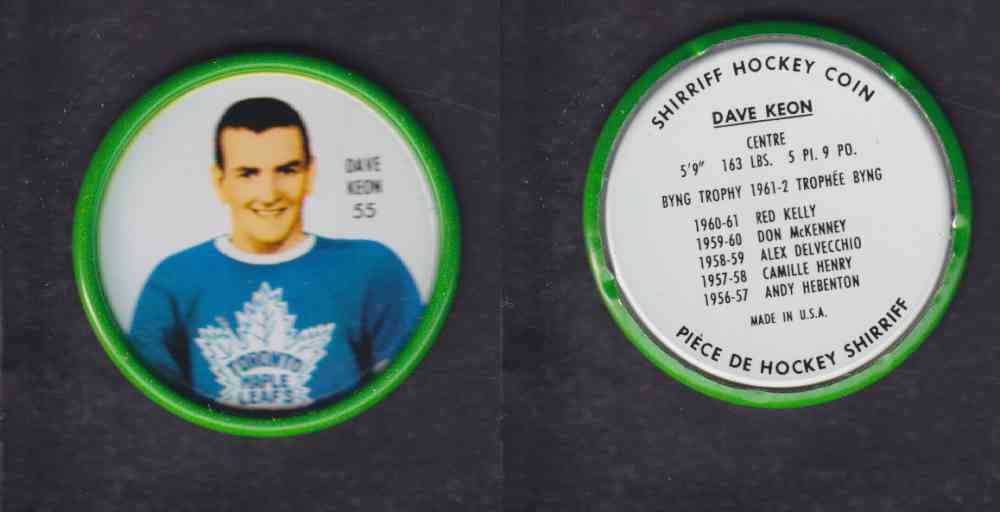 DAVE
KEON
55
TORONTO
MAPLE
LEAFS
SHIRRIFF HOCKEY COIN
DAVE KEON
CENTRE
5'9" 163 LBS. 5 PI. 9 PO.
BYNG TROPHY 1961-2 TROPHÉE BYNG
1960-61 RED KELLY
1959-60 DON McKENNEY
1958-59 ALEX DELVECCHIO
1957-58 CAMILLE HENRY
1956-57 ANDY HEBENTON
MADE IN U.S.A.
PIÈCE DE HOCKEY SHIRRIFF